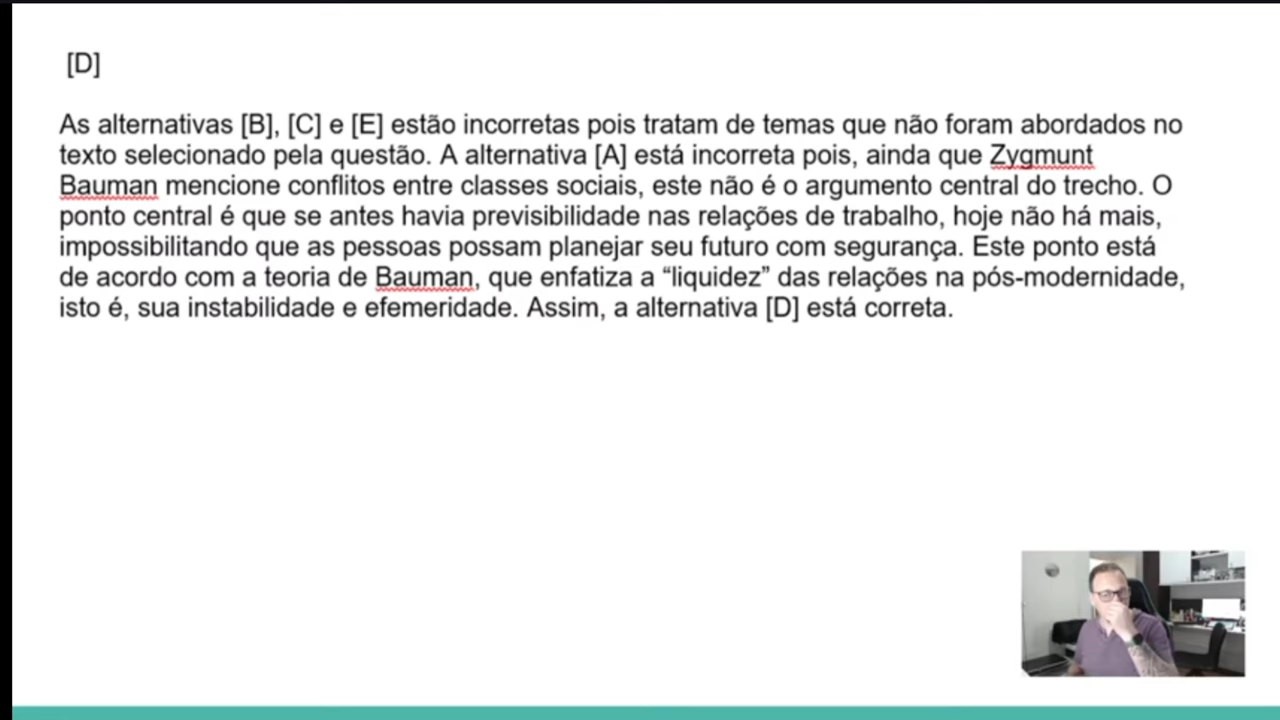 [D]
As alternativas [B], [C] e [E] estão incorretas pois tratam de temas que não foram abordados no
texto selecionado pela questão. A alternativa [A] está incorreta pois, ainda que Zygmunt
Bauman mencione conflitos entre classes sociais, este não é o argumento central do trecho. O
ponto central é que se antes havia previsibilidade nas relações de trabalho, hoje não há mais,
impossibilitando que as pessoas possam planejar seu futuro com segurança. Este ponto está
de acordo com a teoria de Bauman, que enfatiza a “liquidez” das relações na pós-modernidade,
isto é, sua instabilidade e efemeridade. Assim, a alternativa [D] está correta.